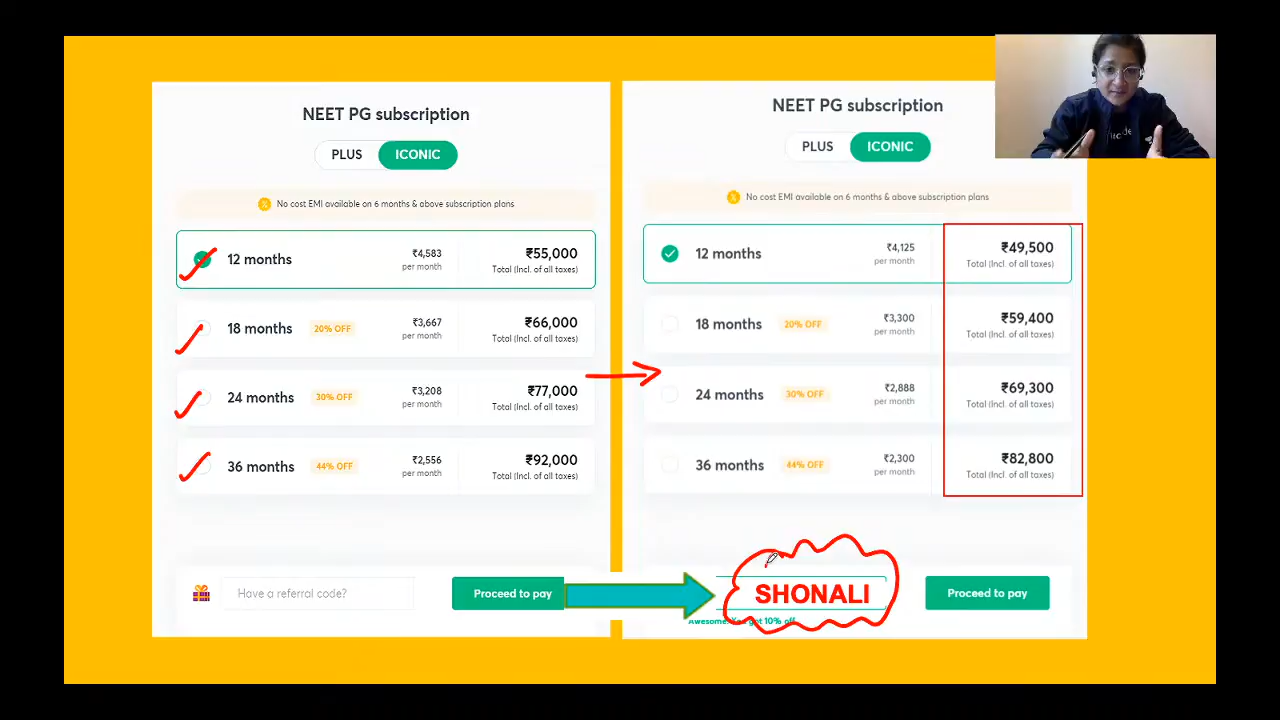 NEET PG subscription
PLUS ICONIC
No cost EMI available on 6 months & above subscription plans
12 months ₹4,583 per month ₹55,000 Total (Incl. of all taxes)
18 months 20% OFF ₹3,667 per month ₹66,000 Total (Incl. of all taxes)
24 months 30% OFF ₹3,208 per month ₹77,000 Total (Incl. of all taxes)
36 months 44% OFF ₹2,556 per month ₹92,000 Total (Incl. of all taxes)
Have a referral code? Proceed to pay
NEET PG subscription
PLUS ICONIC
No cost EMI available on 6 months & above subscription plans
12 months ₹4,125 per month ₹49,500 Total (Incl. of all taxes)
18 months 20% OFF ₹3,300 per month ₹59,400 Total (Incl. of all taxes)
24 months 30% OFF ₹2,888 per month ₹69,300 Total (Incl. of all taxes)
36 months 44% OFF ₹2,300 per month ₹82,800 Total (Incl. of all taxes)
SHONALI Proceed to pay
Awesome! You got 10% off